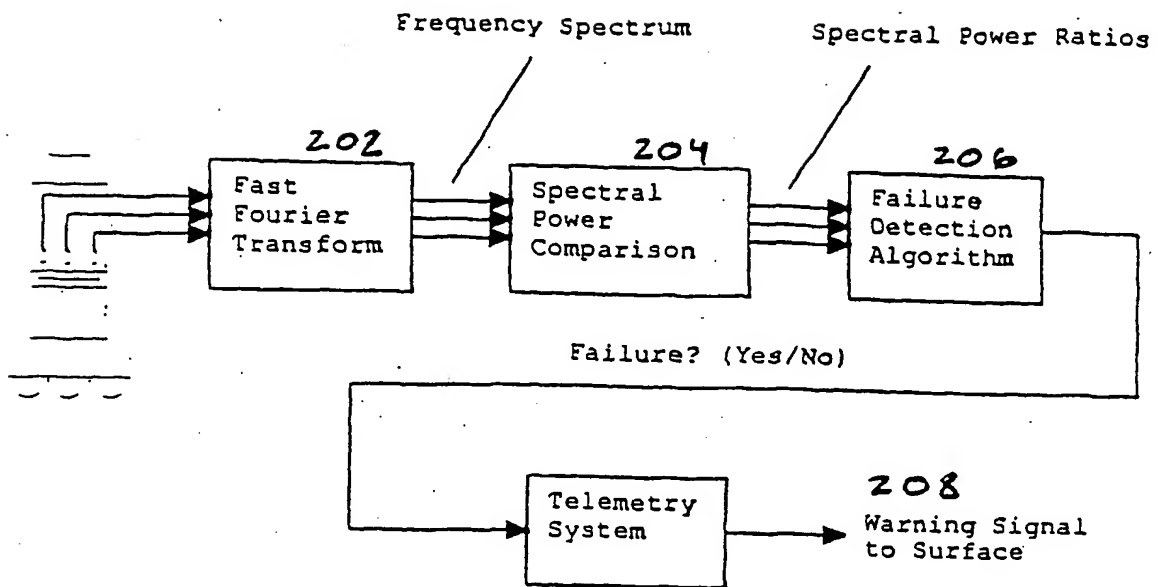 Frequency Spectrum
Spectral Power Ratios
202
204
206
Fast
Fourier
Transform
Spectral
Power
Comparison
Failure
Detection
Algorithm
Failure? (Yes/No)
Telemetry
System
208
Warning Signal
to Surface